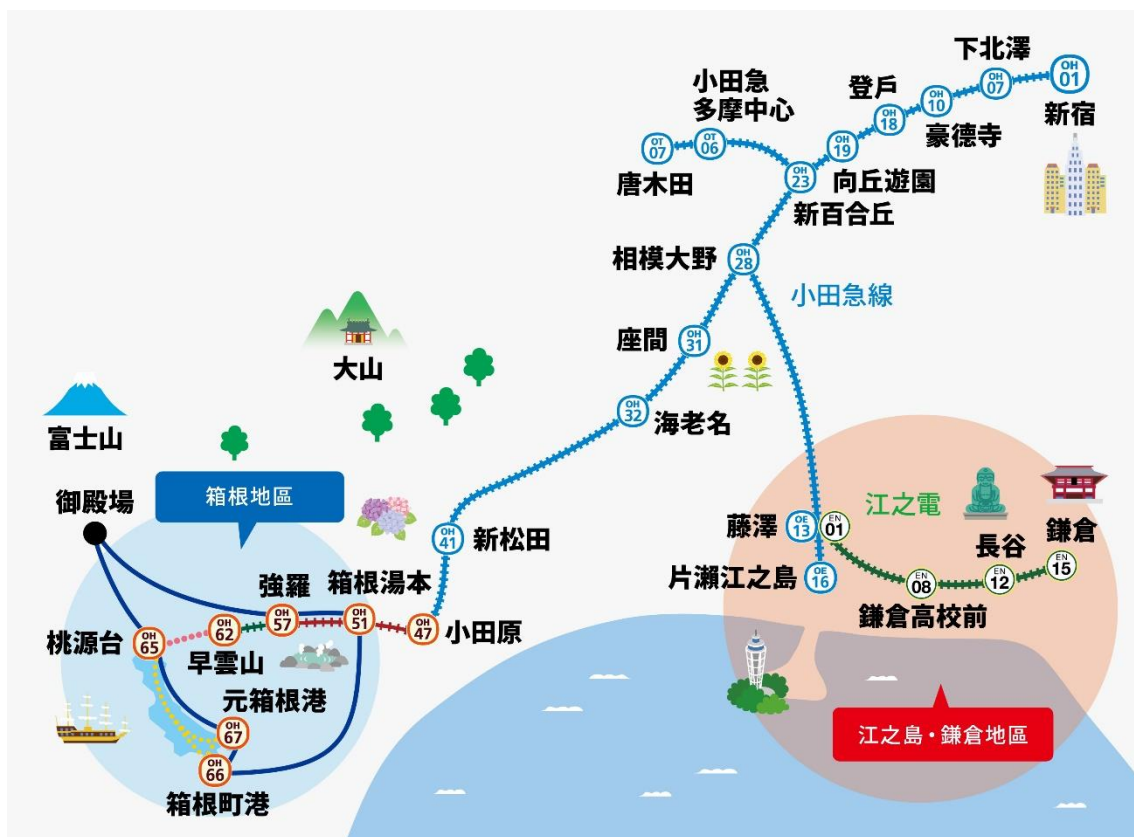 下北澤
OH
01
新宿
OH
07
OH
10
豪德寺
登戶
OH
18
OH
19
向丘遊園
小田急
多摩中心
OT
07
唐木田
OT
06
OH
23
新百合丘
相模大野
OH
28
小田急線
座間
OH
31
OH
32
海老名
大山
富士山
箱根地區
御殿場
OH
41
新松田
強羅
箱根湯本
OH
57
OH
51
OH
47
小田原
桃源台
OH
65
OH
62
早雲山
元箱根港
OH
67
OH
66
箱根町港
藤澤
OE
13
EN
01
江之電
片瀨江之島
OE
16
EN
08
鎌倉高校前
長谷
EN
12
鎌倉
EN
15
江之島・鎌倉地區